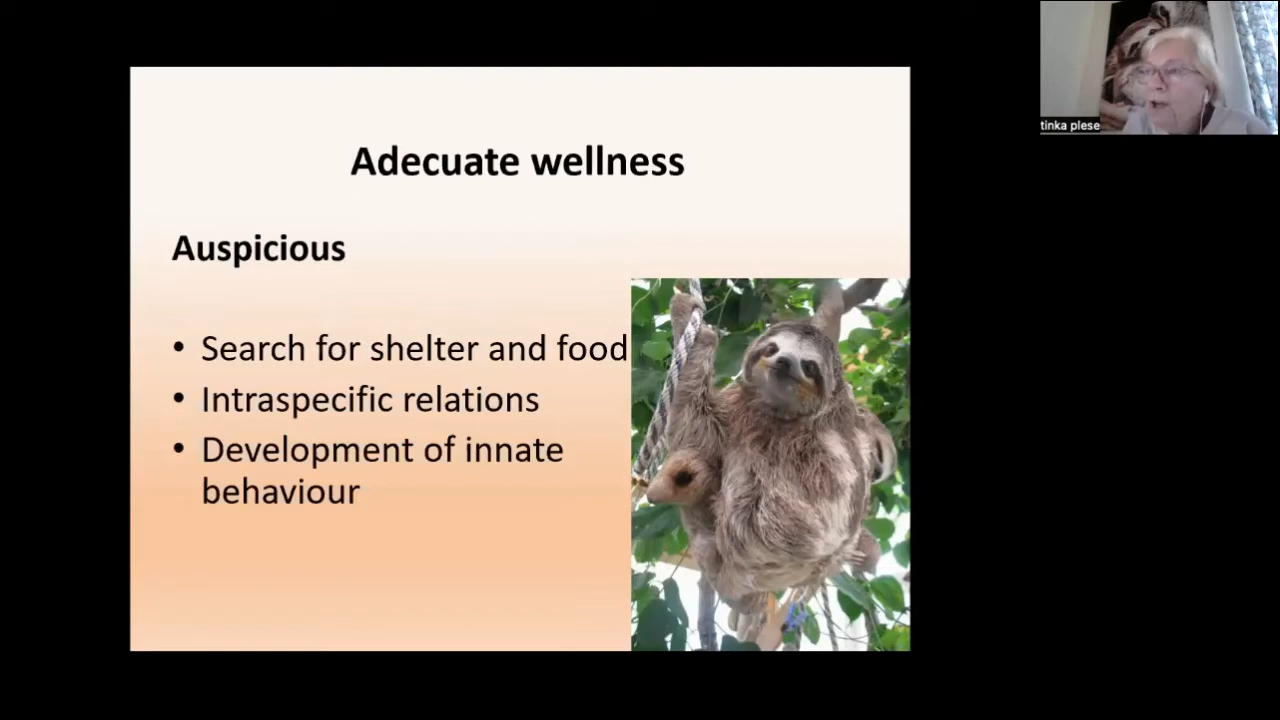 Adecuate wellness
Auspicious
• Search for shelter and food
• Intraspecific relations
• Development of innate
behaviour
tinka plese